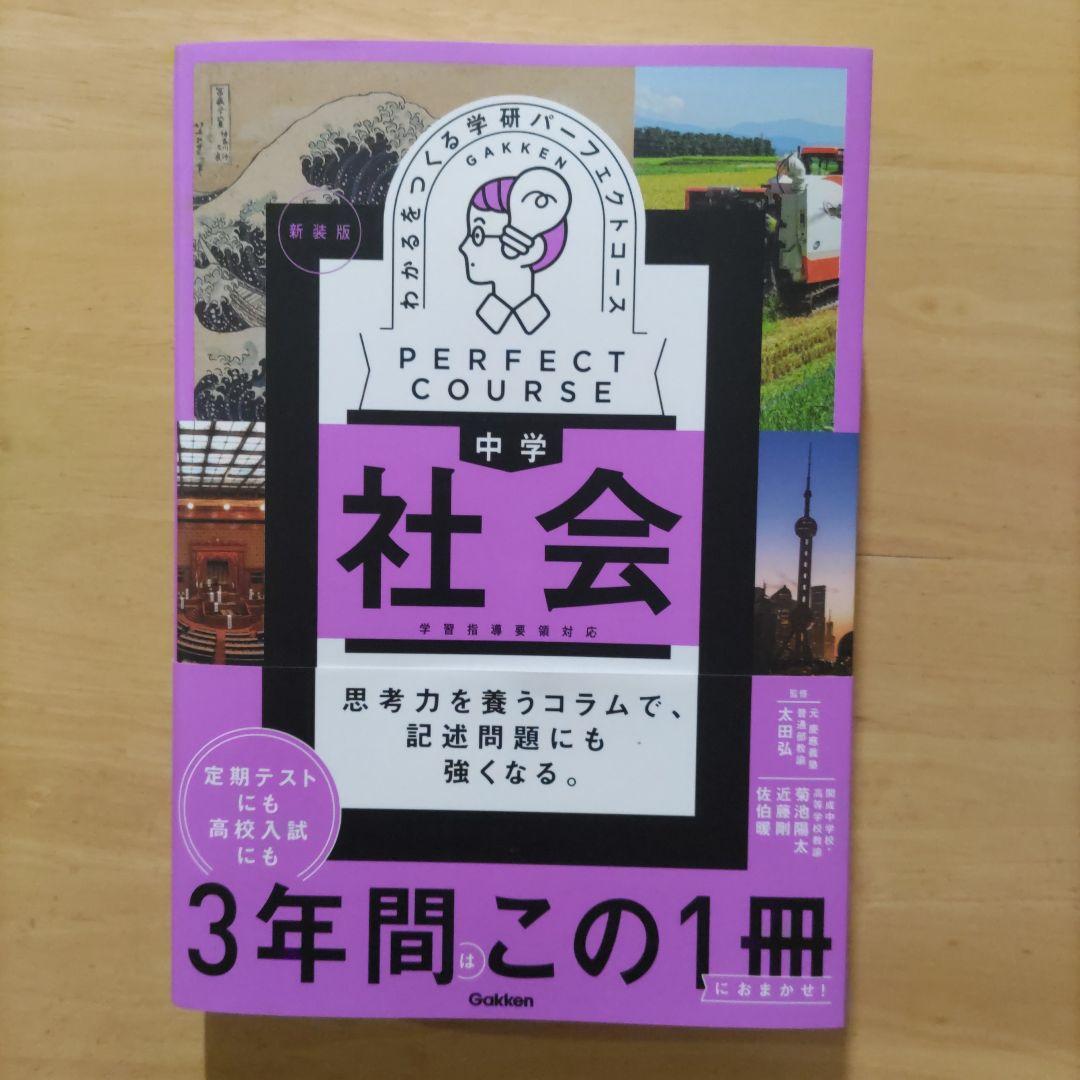 わかるをつくる学研パーフェクトコース
GAKKEN
新装版
PERFECT
COURSE
中学
社会
学習指導要領対応
思考力を養うコラムで、
記述問題にも
強くなる。
監修
元 慶應義塾
普通部教諭
太田弘
開成中学校・
高等学校教諭
菊池陽太
近藤剛
佐伯暖
定期テスト
にも
高校入試
にも
3年間はこの1冊
におまかせ!
Gakken